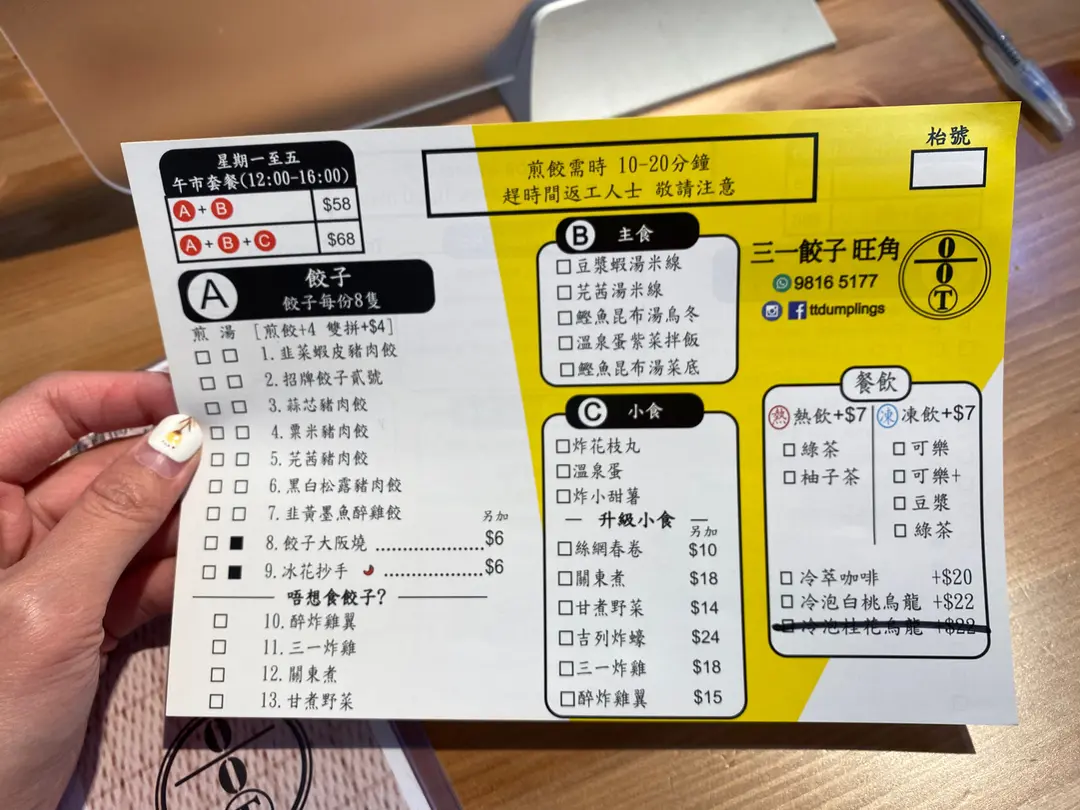 星期一至五
午市套餐(12:00-16:00)
A + B $58
A + B + C $68
A 餃子
餃子每份8隻
煎 湯 [煎餃+4 雙拼+$4]
1. 韭菜蝦皮豬肉餃
2. 招牌餃子貳號
3. 蒜芯豬肉餃
4. 粟米豬肉餃
5. 芫茜豬肉餃
6. 黑白松露豬肉餃
7. 韭黃墨魚醉雞餃
另加
8. 餃子大阪燒 ........................$6
9. 冰花抄手 ........................$6
唔想食餃子?
10. 醉炸雞翼
11. 三一炸雞
12. 關東煮
13. 甘煮野菜
煎餃需時 10-20分鐘
趕時間返工人士 敬請注意
B 主食
豆漿蝦湯米線
芫茜湯米線
鰹魚昆布湯烏冬
溫泉蛋紫菜拌飯
鰹魚昆布湯菜底
C 小食
炸花枝丸
溫泉蛋
炸小甜薯
升級小食
另加
絲網春卷 $10
關東煮 $18
甘煮野菜 $14
吉列炸蠔 $24
三一炸雞 $18
醉炸雞翼 $15
枱號
三一餃子 旺角
9816 5177
ttdumplings
O
O
T
餐飲
熱 熱飲+$7
綠茶
柚子茶
凍 凍飲+$7
可樂
可樂+
豆漿
綠茶
冷萃咖啡 +$20
冷泡白桃烏龍 +$22
冷泡桂花烏龍 +$22
O
O
T